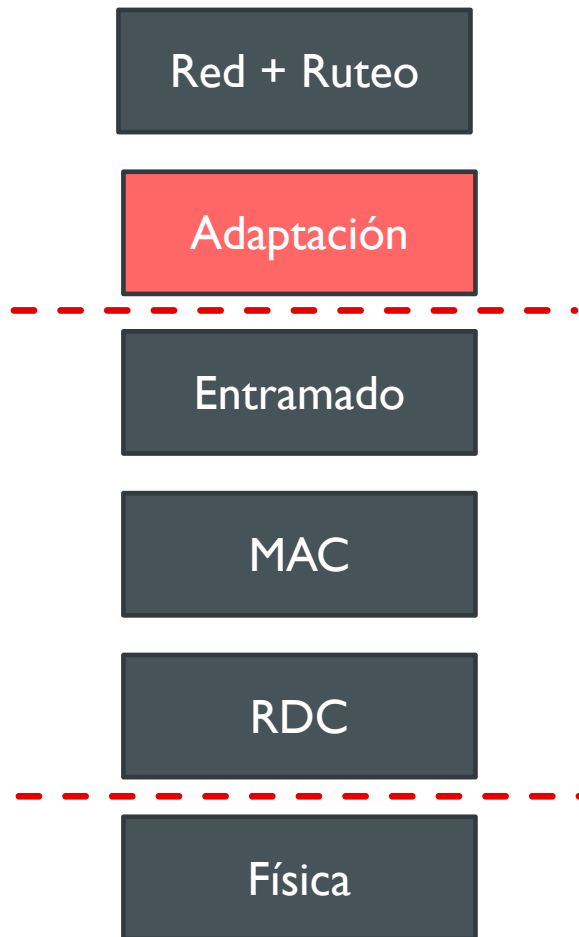 Red + Ruteo
Adaptación
Entramado
MAC
RDC
Física